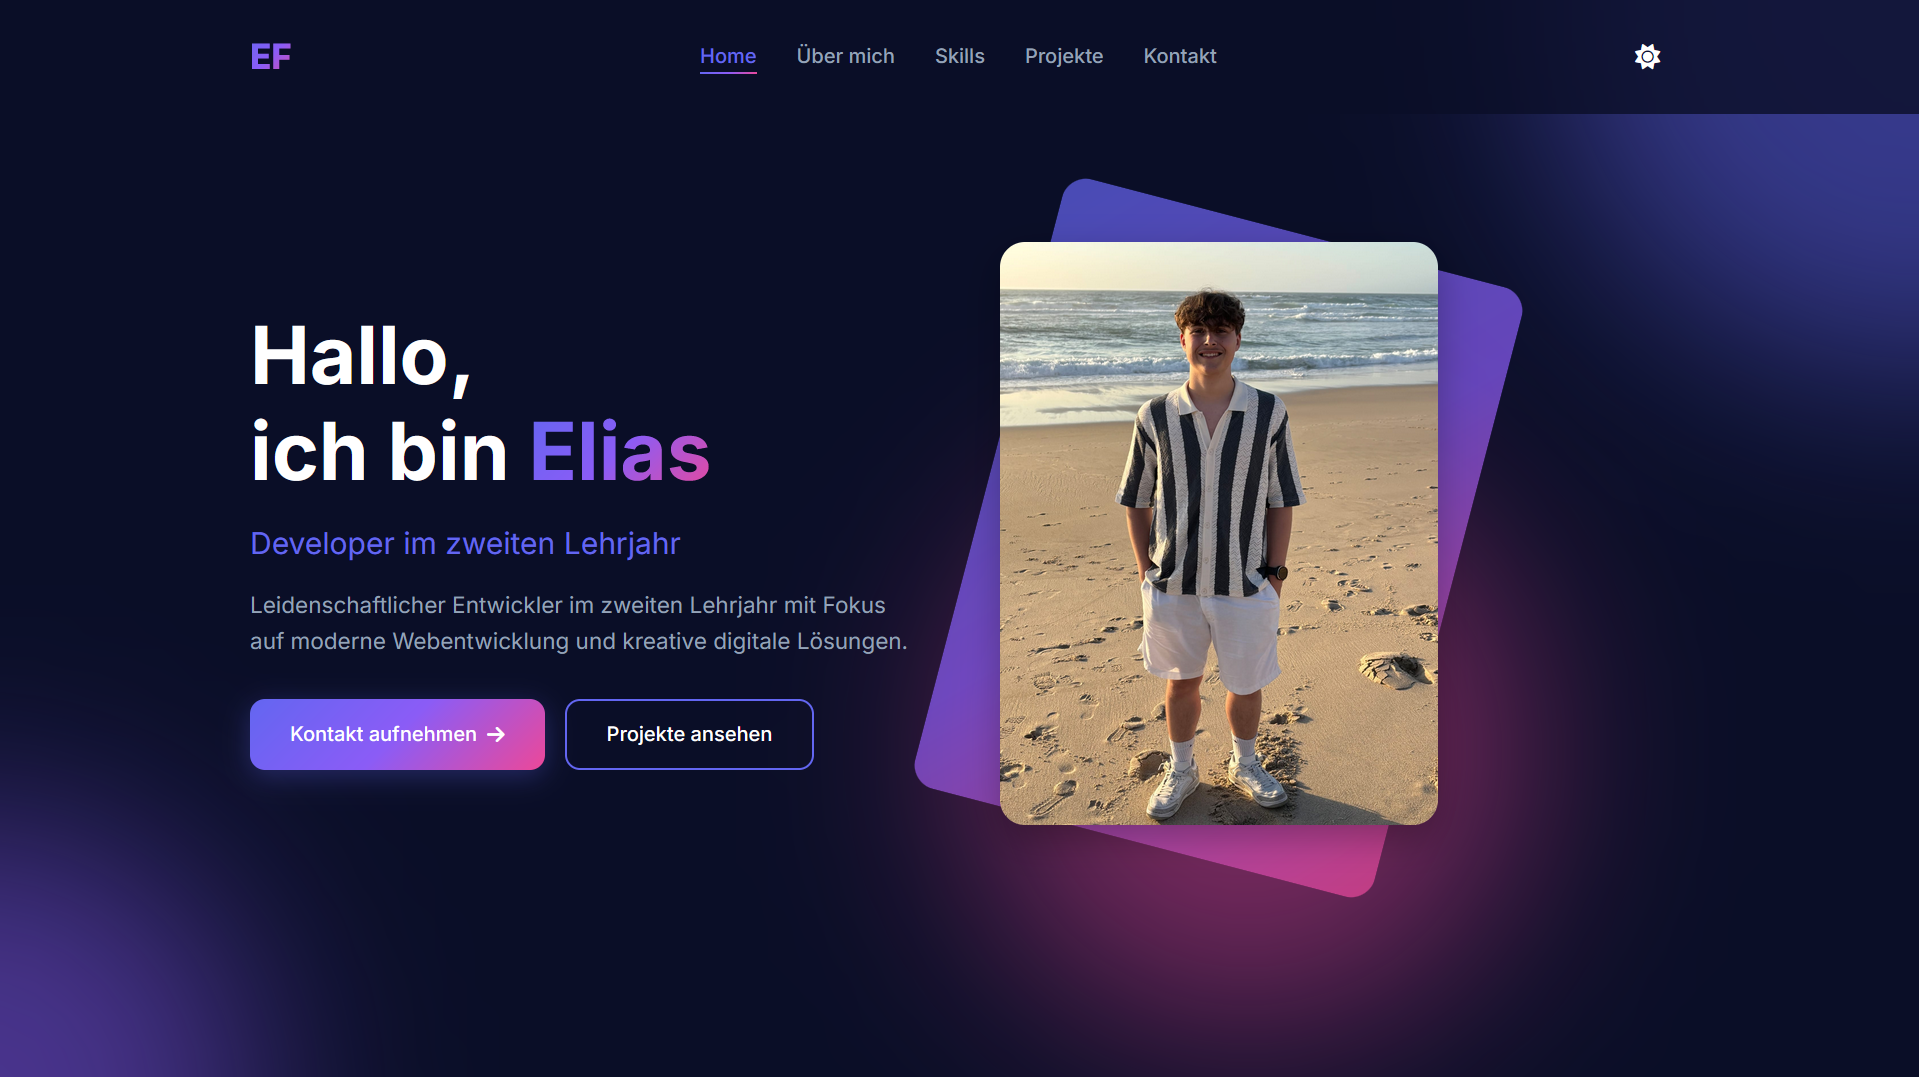 EF
Home
Über mich
Skills
Projekte
Kontakt
Hallo,
ich bin Elias
Developer im zweiten Lehrjahr
Leidenschaftlicher Entwickler im zweiten Lehrjahr mit Fokus
auf moderne Webentwicklung und kreative digitale Lösungen.
Kontakt aufnehmen →
Projekte ansehen